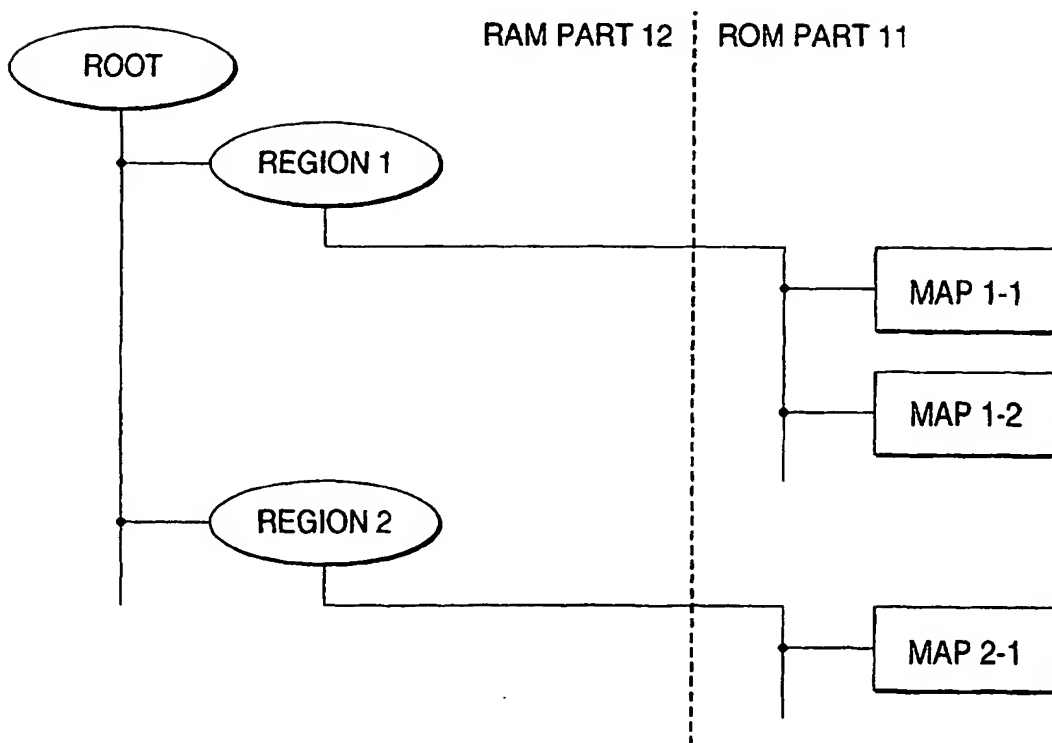 RAM PART 12
ROM PART 11
ROOT
REGION 1
MAP 1-1
MAP 1-2
REGION 2
MAP 2-1